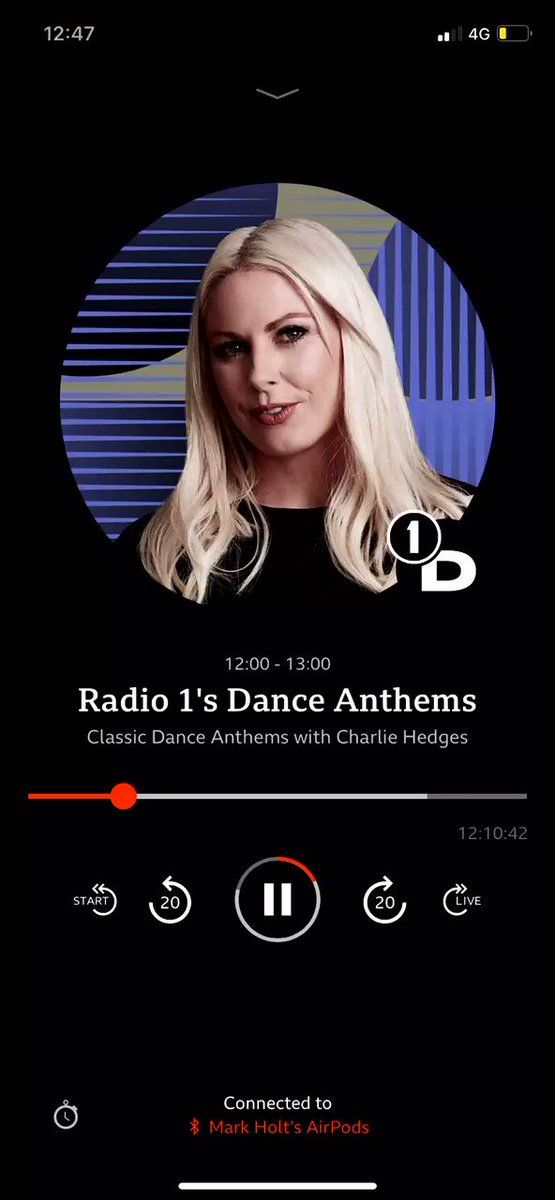 12:47
4G
1
D
12:00 - 13:00
Radio 1's Dance Anthems
Classic Dance Anthems with Charlie Hedges
12:10:42
START
20
20
LIVE
Connected to
Mark Holt's AirPods